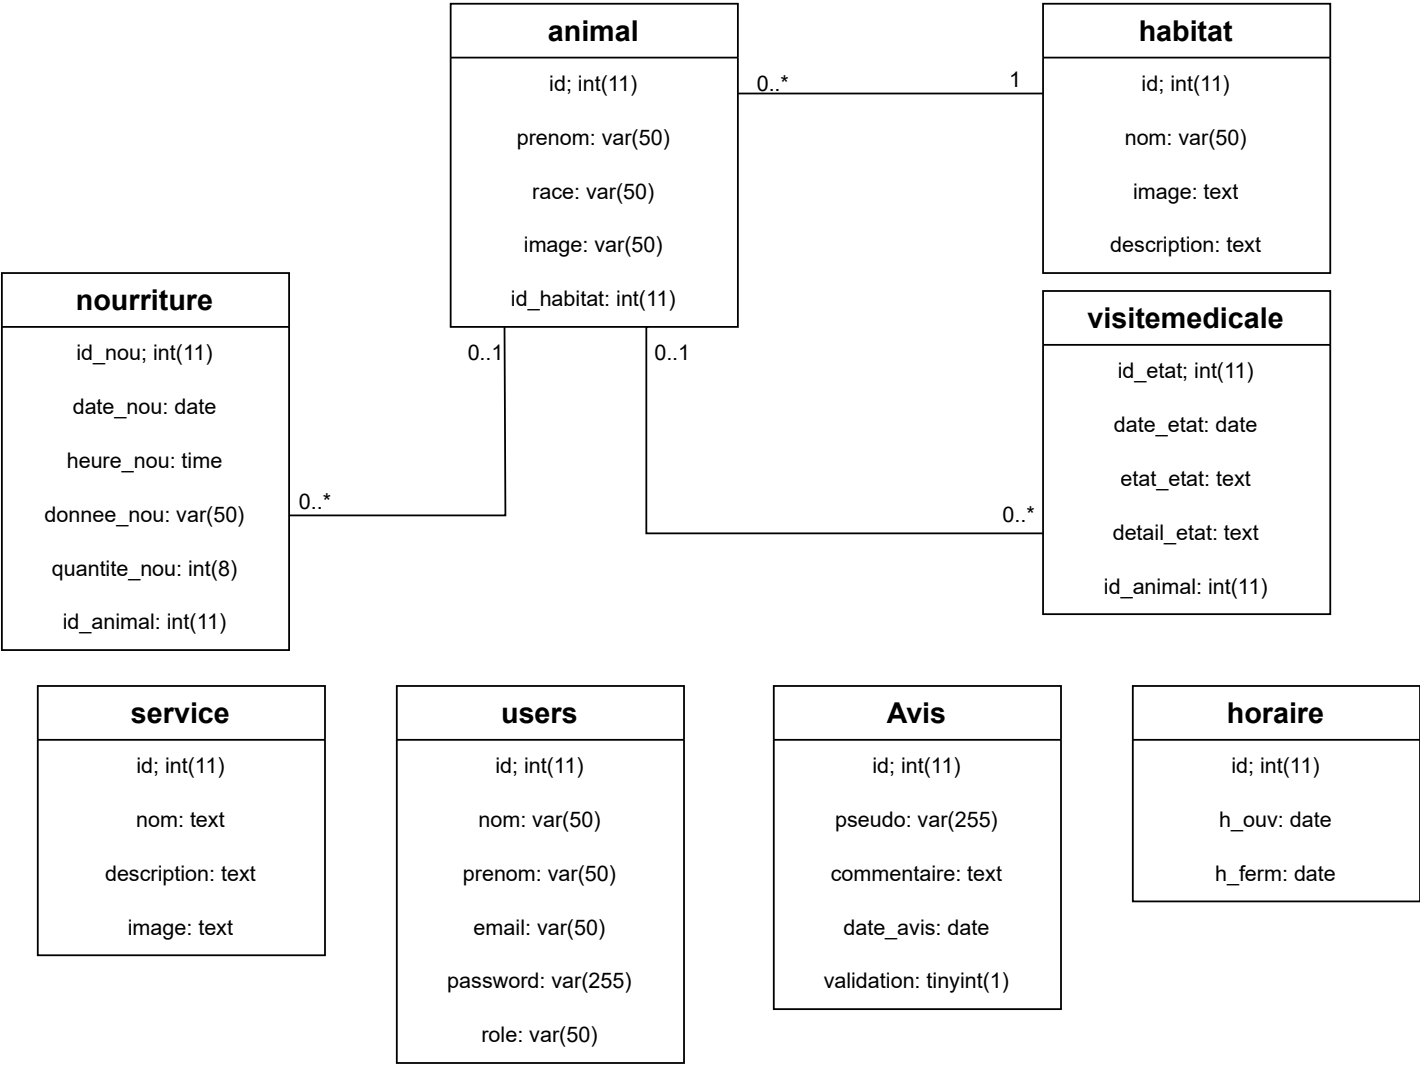 animal
id; int(11)
prenom: var(50)
race: var(50)
image: var(50)
id_habitat: int(11)
0..*
1
habitat
id; int(11)
nom: var(50)
image: text
description: text
nourriture
id_nou; int(11)
date_nou: date
heure_nou: time
donnee_nou: var(50)
quantite_nou: int(8)
id_animal: int(11)
0..1
0..*
0..1
0..*
visitemedicale
id_etat; int(11)
date_etat: date
etat_etat: text
detail_etat: text
id_animal: int(11)
service
id; int(11)
nom: text
description: text
image: text
users
id; int(11)
nom: var(50)
prenom: var(50)
email: var(50)
password: var(255)
role: var(50)
Avis
id; int(11)
pseudo: var(255)
commentaire: text
date_avis: date
validation: tinyint(1)
horaire
id; int(11)
h_ouv: date
h_ferm: date